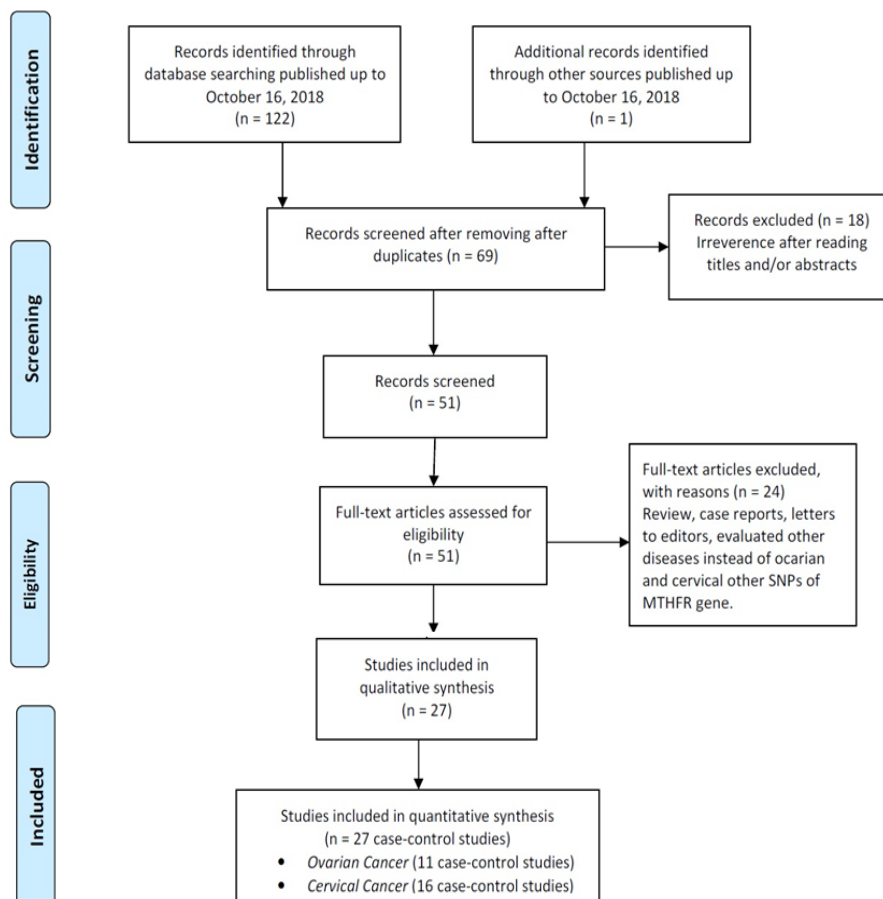 Identification
Records identified through
database searching published up to
October 16, 2018
(n = 122)
Additional records identified
through other sources published up
to October 16, 2018
(n = 1)
Records screened after removing after
duplicates (n = 69)
Records excluded (n = 18)
Irreverence after reading
titles and/or abstracts
Screening
Records screened
(n = 51)
Eligibility
Full-text articles assessed for
eligibility
(n = 51)
Full-text articles excluded,
with reasons (n = 24)
Review, case reports, letters
to editors, evaluated other
diseases instead of ocarian
and cervical other SNPs of
MTHFR gene.
Studies included in
qualitative synthesis
(n = 27)
Included
Studies included in quantitative synthesis
(n = 27 case-control studies)
• Ovarian Cancer (11 case-control studies)
• Cervical Cancer (16 case-control studies)